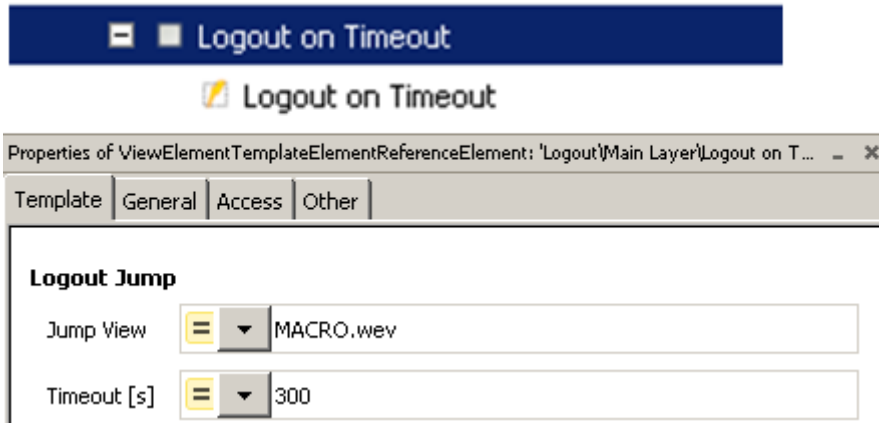 Logout on Timeout
Logout on Timeout
Properties of ViewElementTemplateElementReferenceElement: 'Logout\Main Layer\Logout on T...
Template General Access Other
Logout Jump
Jump View = MACRO.wev
Timeout [s] = 300